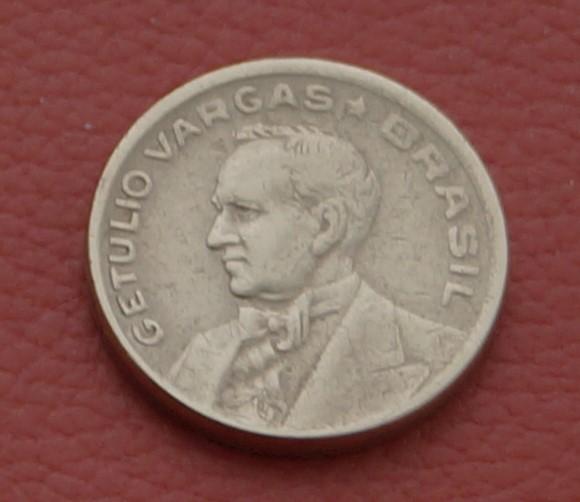 GETULIO VARGAS ★ BRASIL